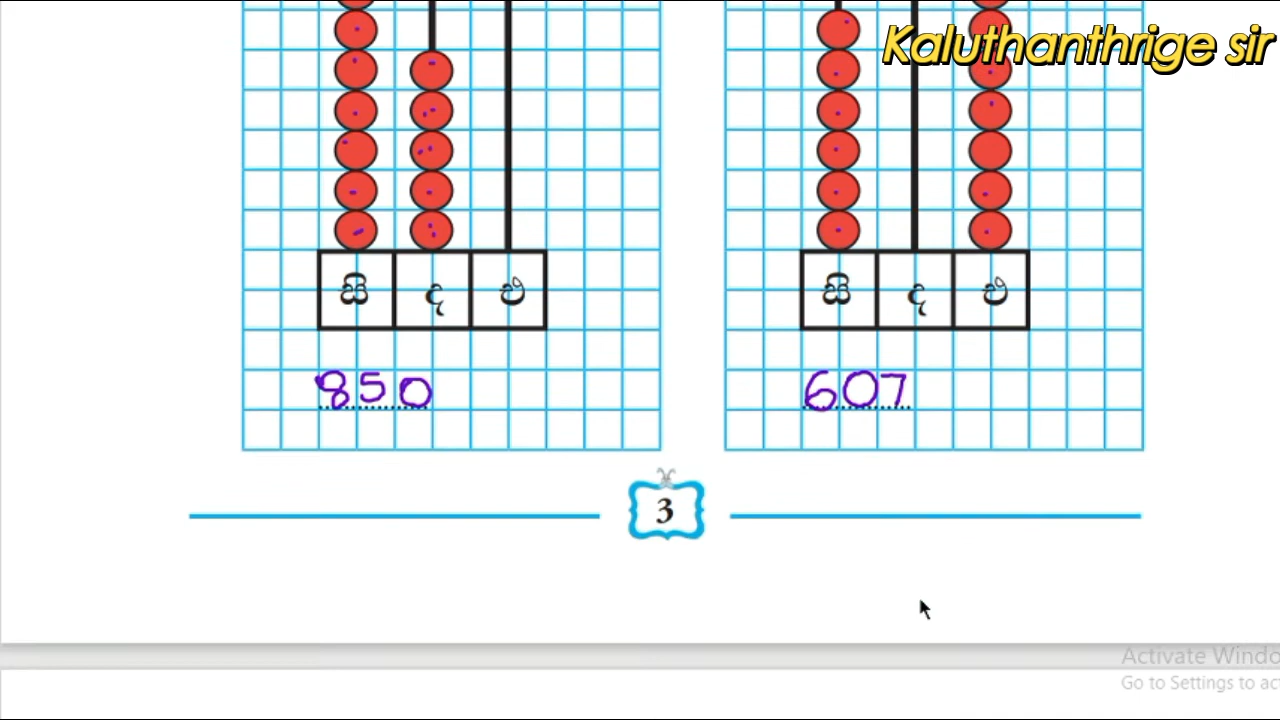 Kaluthanthrige sir
සී ද එ
සී ද එ
850
607
3
Activate Windo
Go to Settings to ac